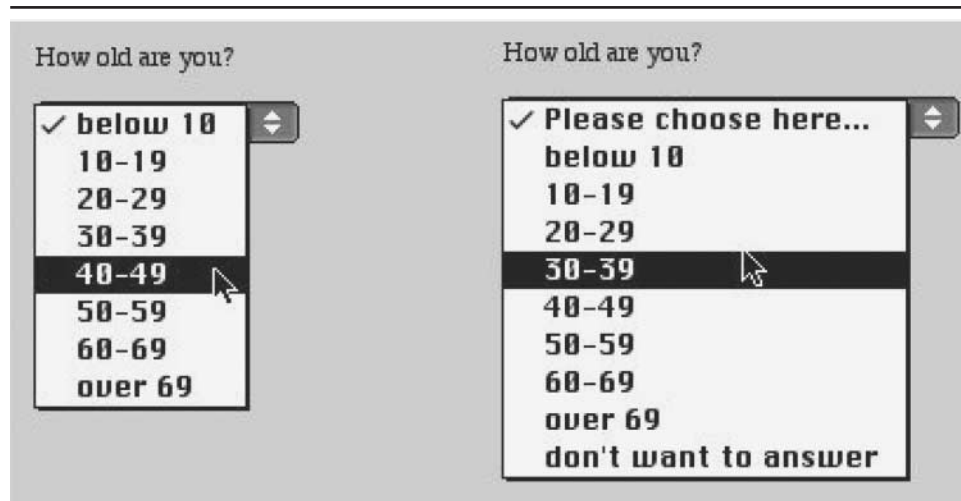 How old are you?
below 10
10-19
20-29
30-39
40-49
50-59
60-69
over 69
How old are you?
Please choose here...
below 10
10-19
20-29
30-39
40-49
50-59
60-69
over 69
don't want to answer